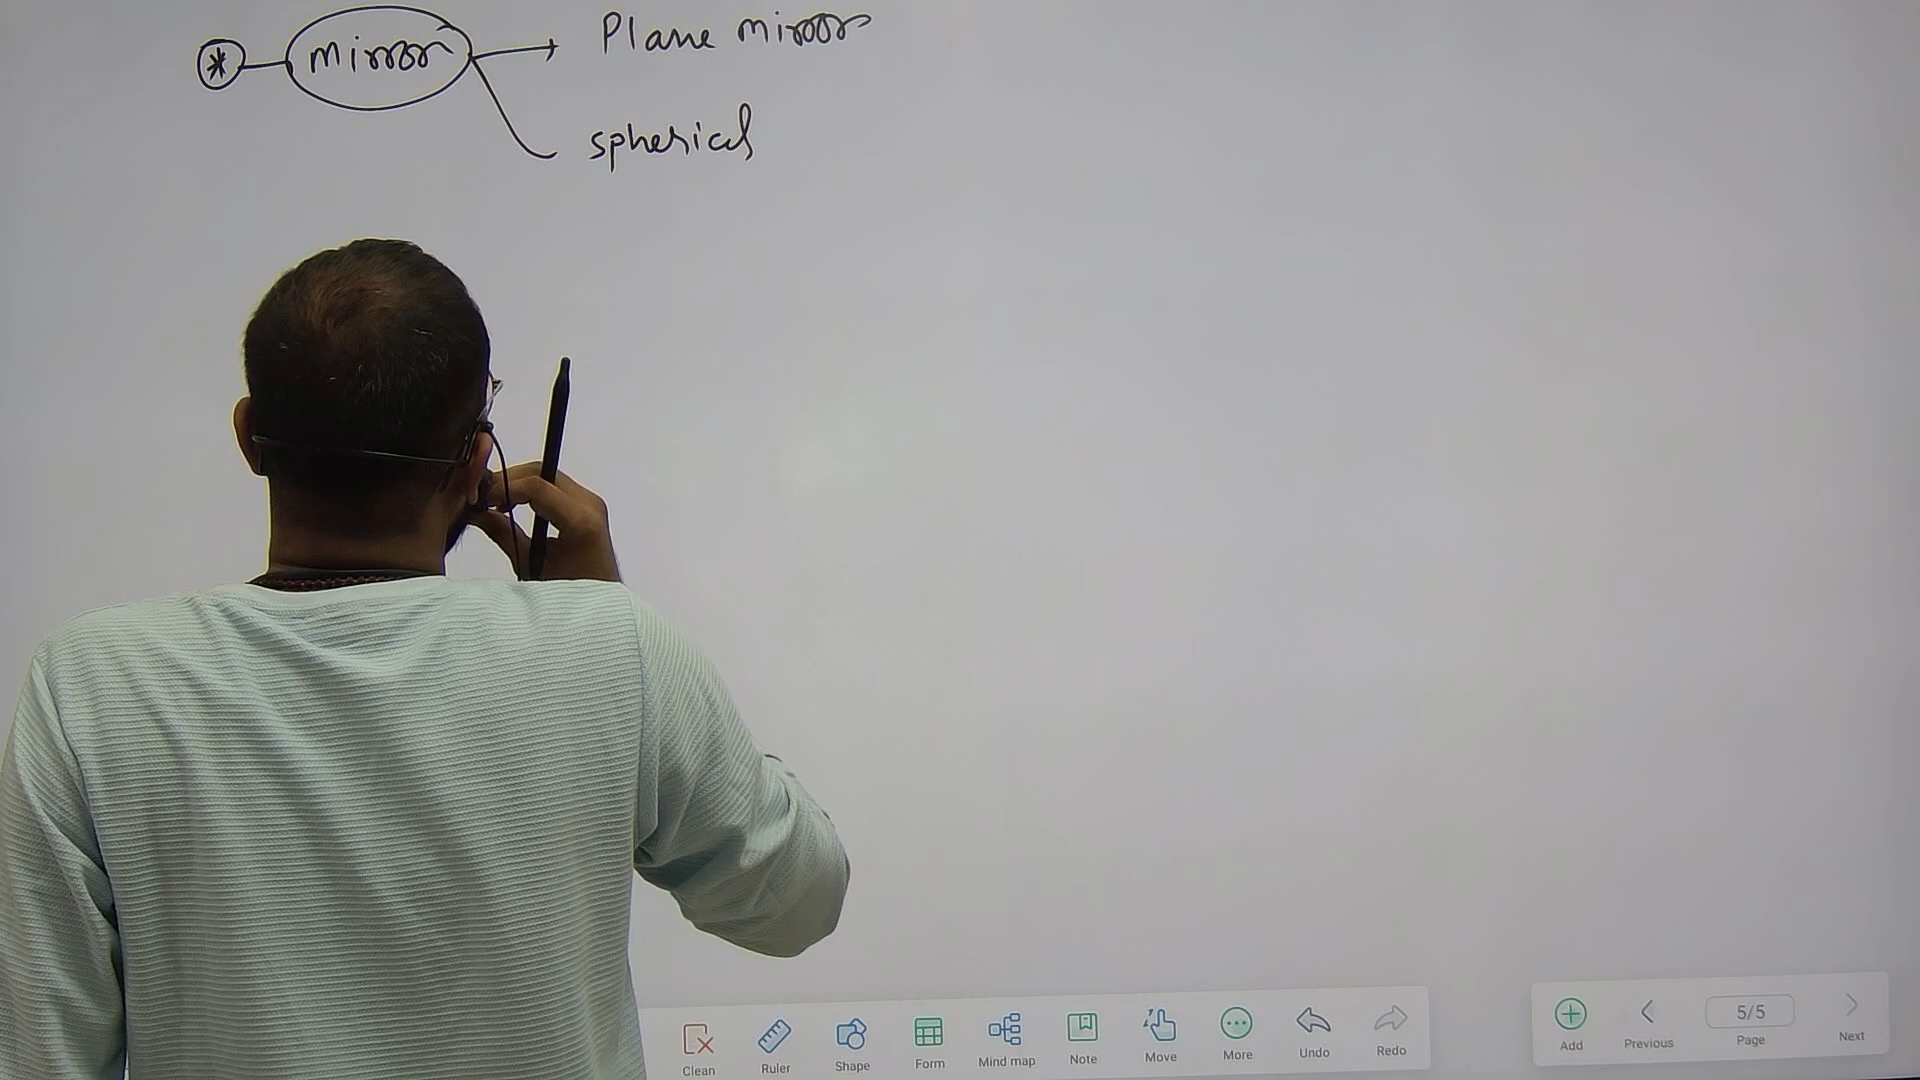 * mirror Plane mirror
spherical
Clean Ruler Shape Form Mind map Note Move More Undo Redo
Add Previous 5/5 Page Next